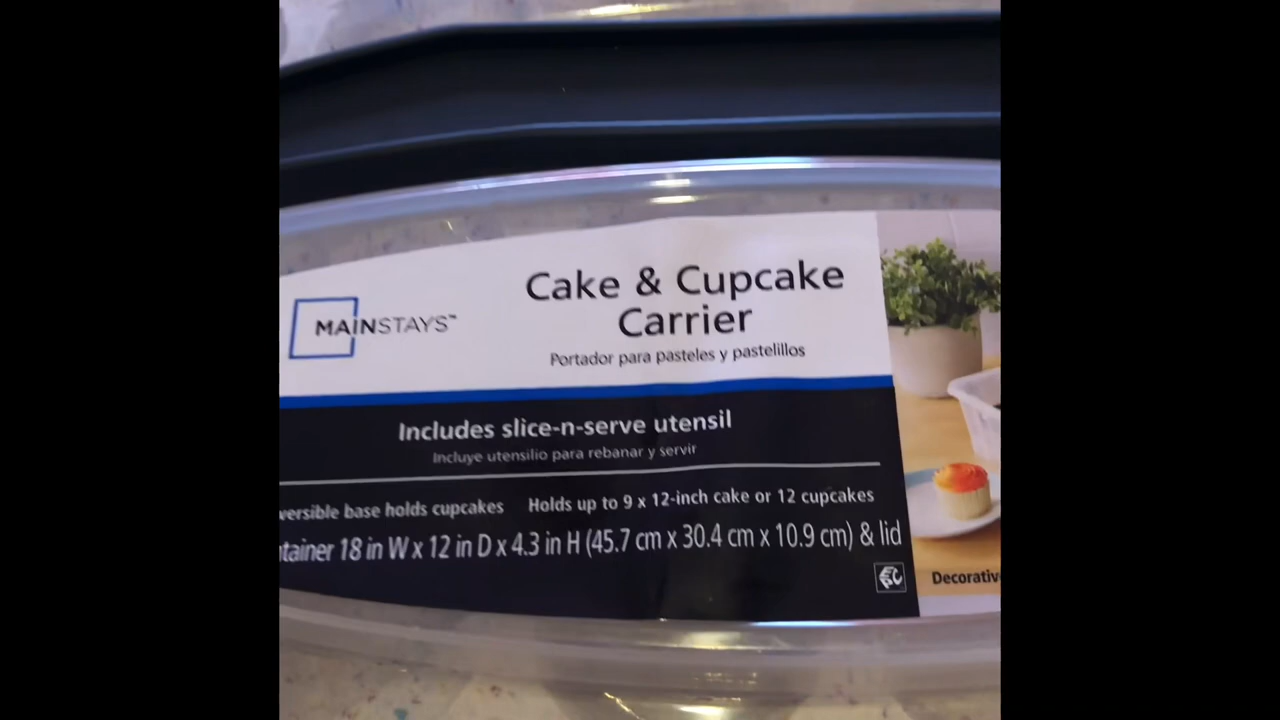 Cake & Cupcake
Carrier
MAINSTAYS™
Portador para pasteles y pastelillos
Includes slice-n-serve utensil
Incluye utensilio para rebanar y servir
versible base holds cupcakes Holds up to 9 x 12-inch cake or 12 cupcakes
tainer 18 in W x 12 in D x 4.3 in H (45.7 cm x 30.4 cm x 10.9 cm) & lid
Decorativ